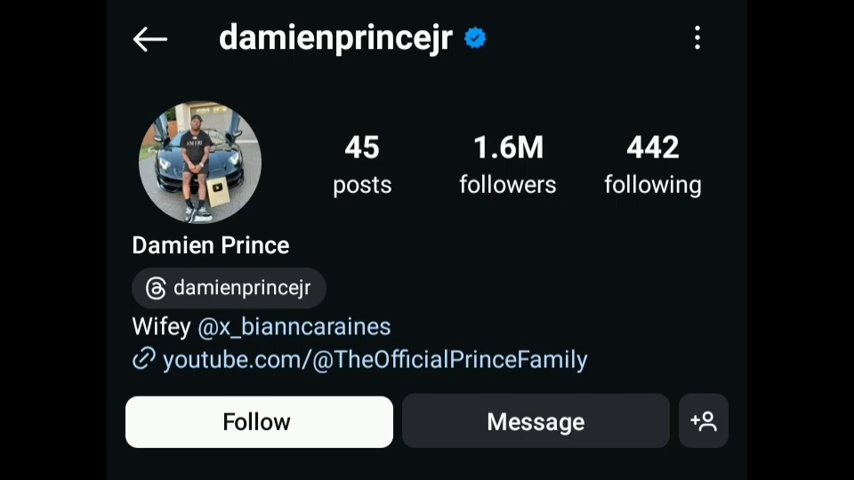 damienprincejr
45 1.6M 442
posts followers following
Damien Prince
damienprincejr
Wifey @x_bianncaraines
youtube.com/@TheOfficialPrinceFamily
Follow Message